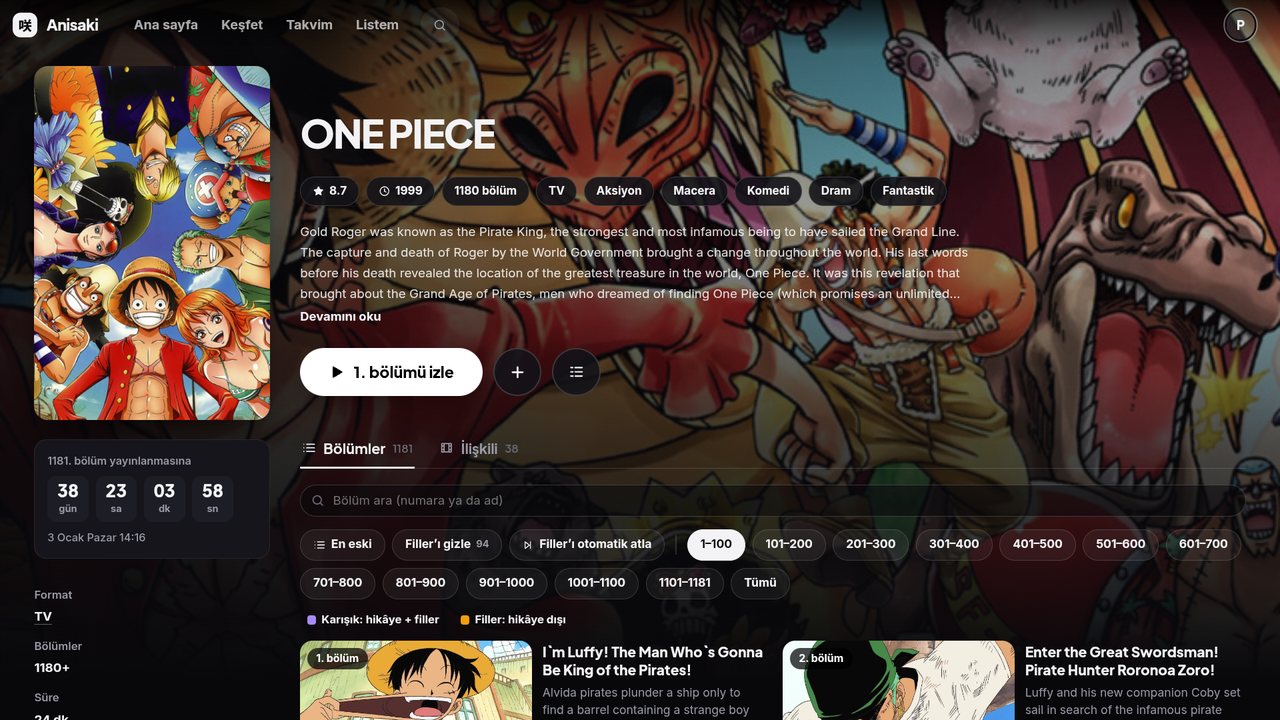 咲 Anisaki Ana sayfa Keşfet Takvim Listem P
ONE PIECE
8.7 1999 1180 bölüm TV Aksiyon Macera Komedi Dram Fantastik
Gold Roger was known as the Pirate King, the strongest and most infamous being to have sailed the Grand Line.
The capture and death of Roger by the World Government brought a change throughout the world. His last words
before his death revealed the location of the greatest treasure in the world, One Piece. It was this revelation that
brought about the Grand Age of Pirates, men who dreamed of finding One Piece (which promises an unlimited...
Devamını oku
1. bölümü izle
1181. bölüm yayınlanmasına
38 23 03 58
gün sa dk sn
3 Ocak Pazar 14:16
Format
TV
Bölümler
1180+
Süre
24 dk
Bölümler 1181 İlişkili 38
Bölüm ara (numara ya da ad)
En eski Filler’ı gizle 94 Filler’ı otomatik atla 1–100 101–200 201–300 301–400 401–500 501–600 601–700
701–800 801–900 901–1000 1001–1100 1101–1181 Tümü
Karışık: hikâye + filler Filler: hikâye dışı
1. bölüm
I`m Luffy! The Man Who`s Gonna
Be King of the Pirates!
Alvida pirates plunder a ship only to
find a barrel containing a strange boy
2. bölüm
Enter the Great Swordsman!
Pirate Hunter Roronoa Zoro!
Luffy and his new companion Coby set
sail in search of the infamous pirate